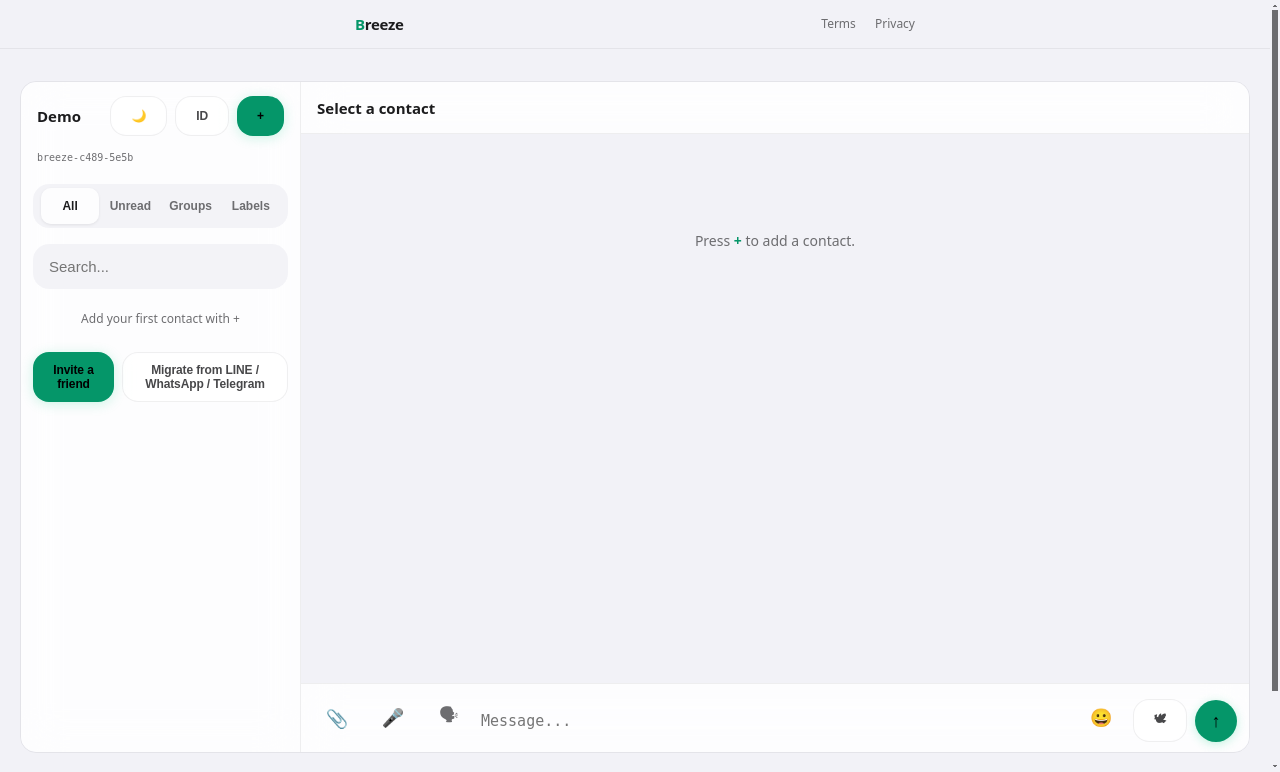 Breeze
Terms
Privacy
Demo
ID
+
breeze-c489-5e5b
All
Unread
Groups
Labels
Search...
Add your first contact with +
Invite a
friend
Migrate from LINE /
WhatsApp / Telegram
Select a contact
Press + to add a contact.
Message...
↑